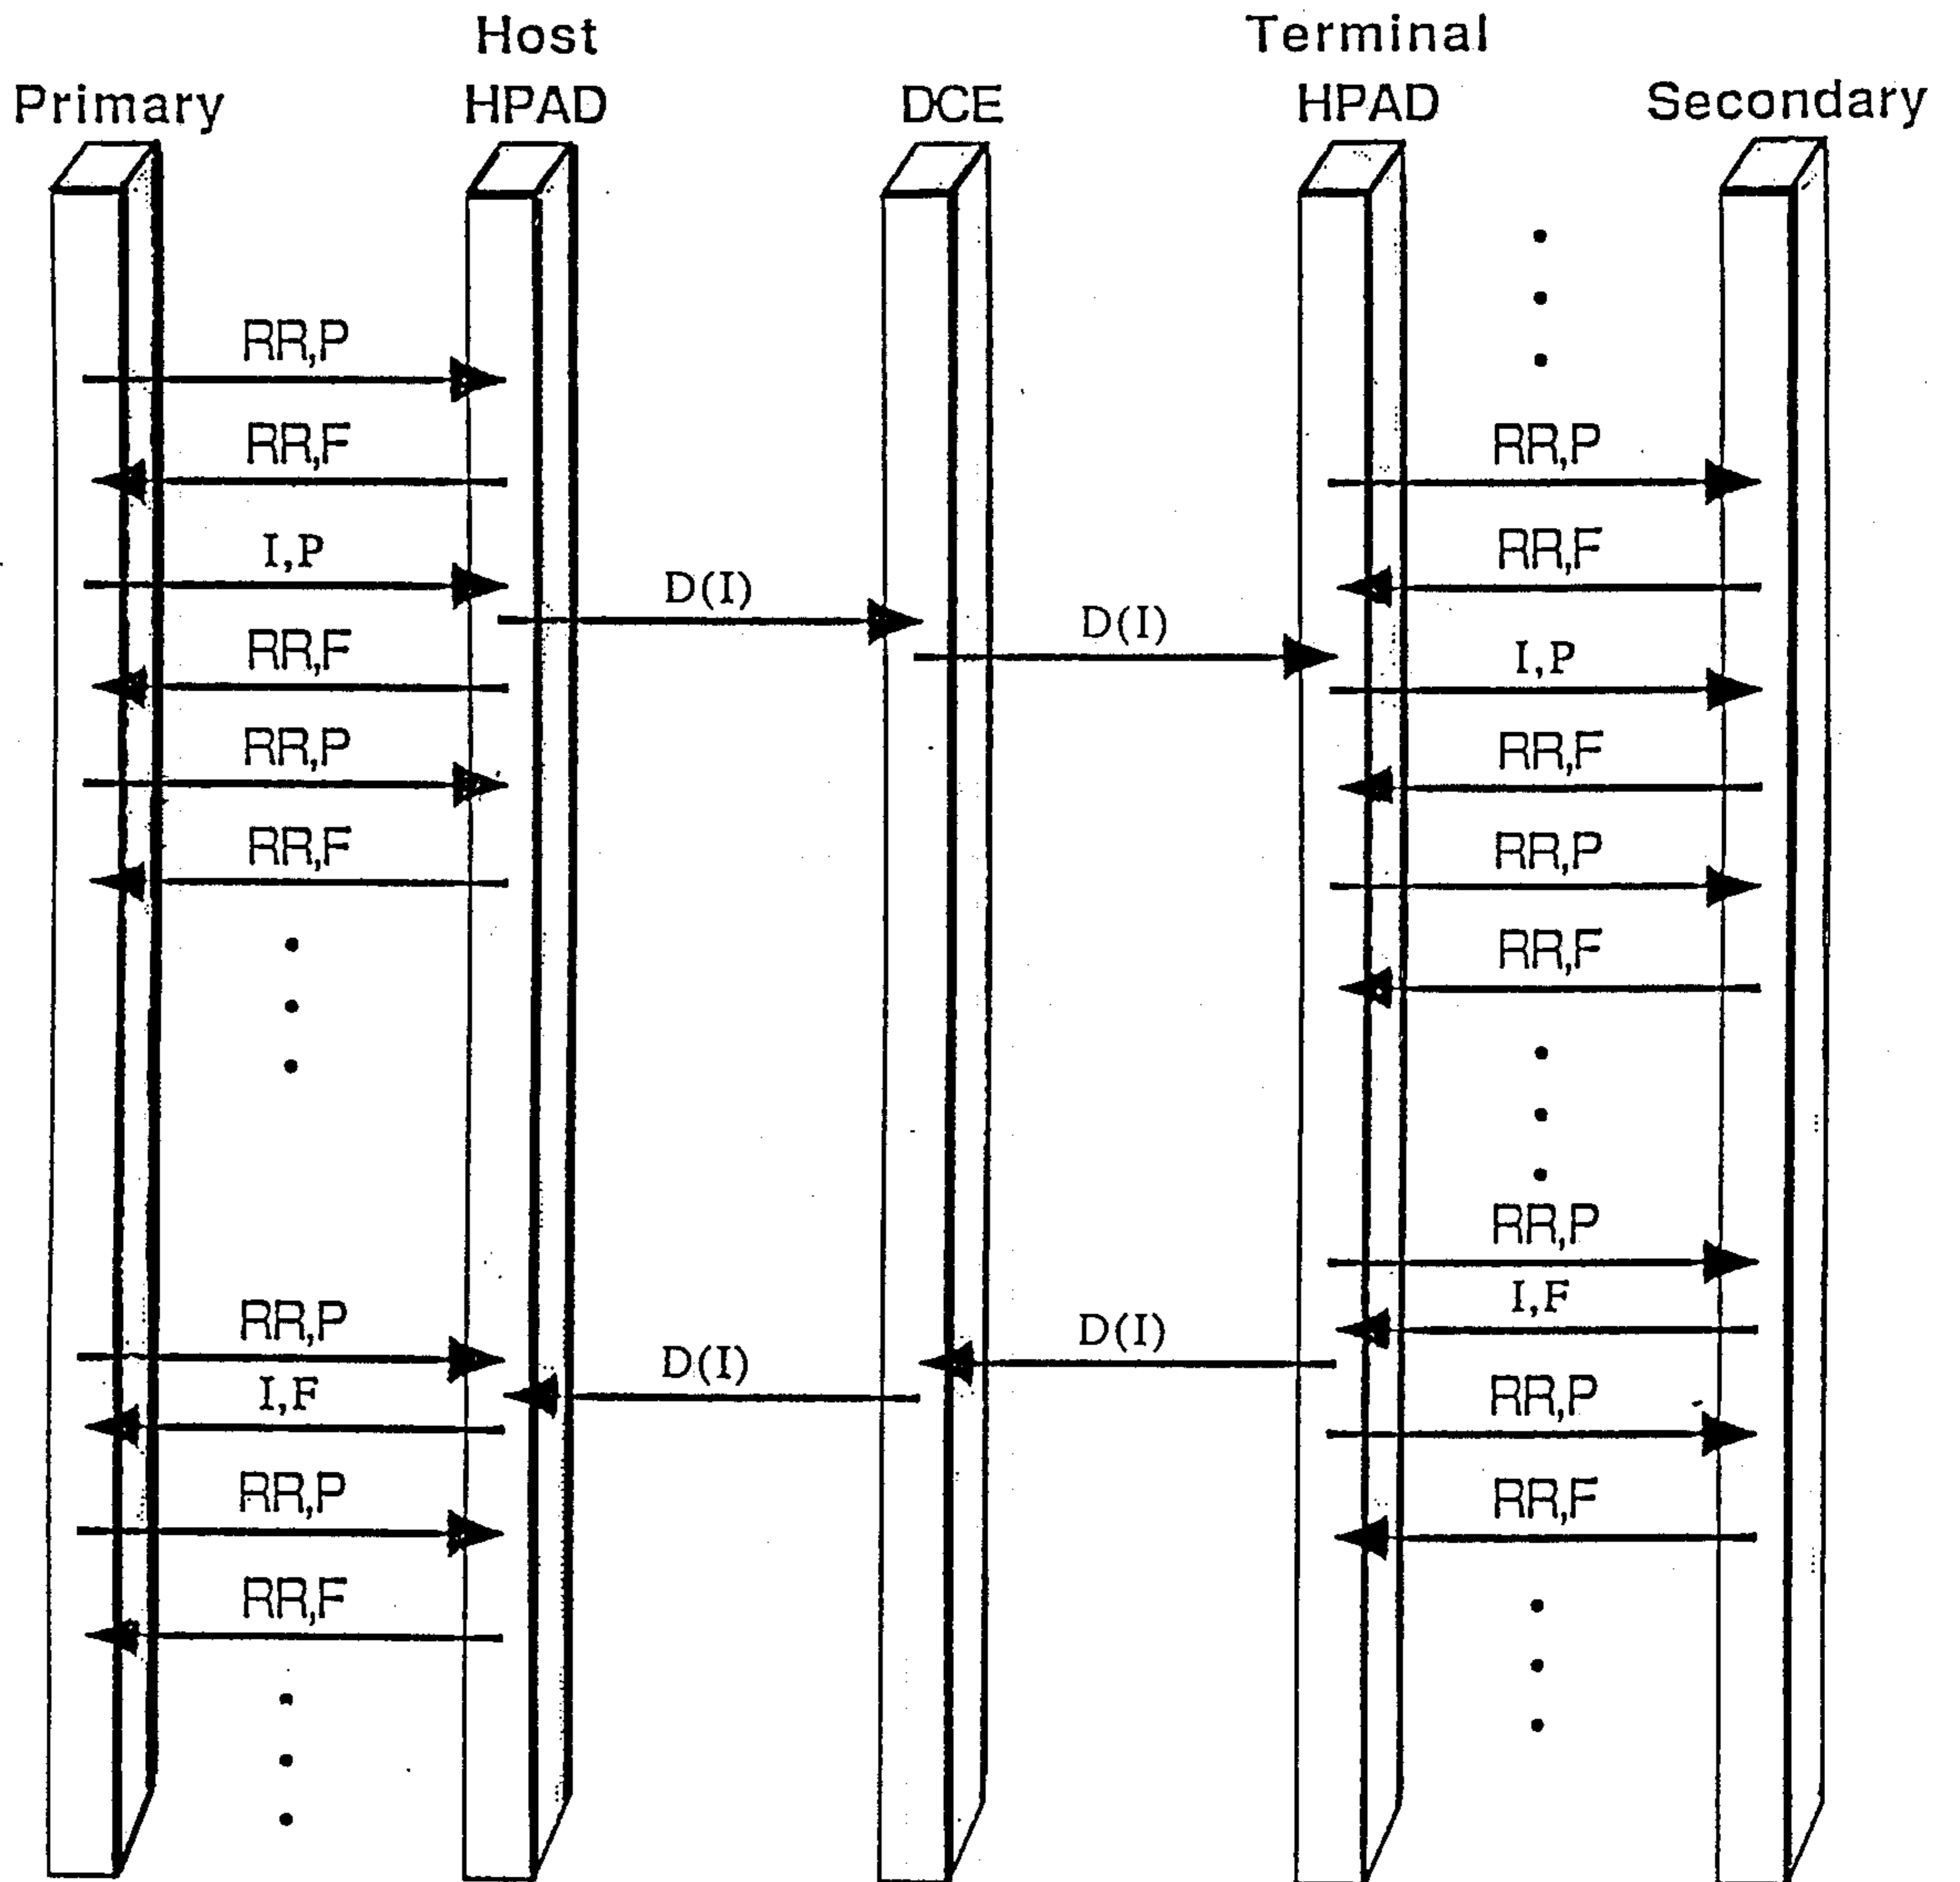 Host
Terminal
Primary
HPAD
DCE
HPAD
Secondary
RR,P
RR,F
RR,P
I,P
RR,F
D(I)
D(I)
RR,F
I,P
RR,P
RR,F
RR,F
RR,P
RR,F
RR,P
RR,P
I,F
D(I)
D(I)
I,F
RR,P
RR,P
RR,F
RR,F